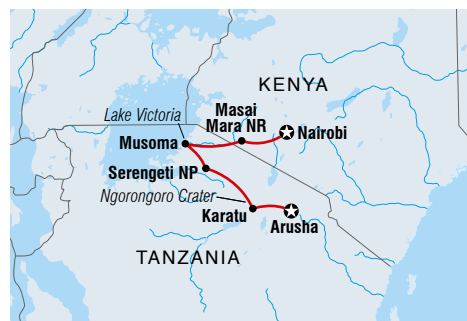 KENYA
Lake Victoria
Masai
Mara NR
Nairobi
Musoma
Serengeti NP
Ngorongoro Crater
Karatu
Arusha
TANZANIA